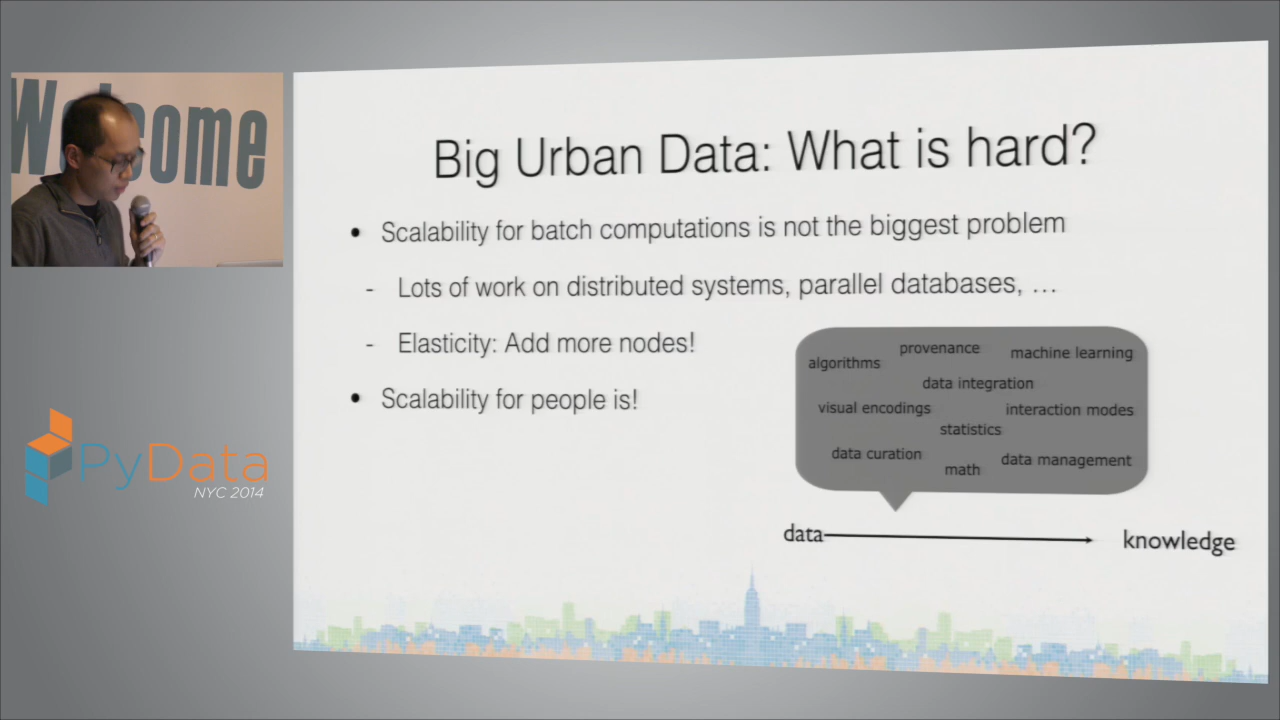 Welcome
Big Urban Data: What is hard?
• Scalability for batch computations is not the biggest problem
- Lots of work on distributed systems, parallel databases, …
- Elasticity: Add more nodes!
• Scalability for people is!
algorithms
provenance
machine learning
data integration
visual encodings
interaction modes
statistics
data curation
math
data management
data
knowledge
PyData
NYC 2014